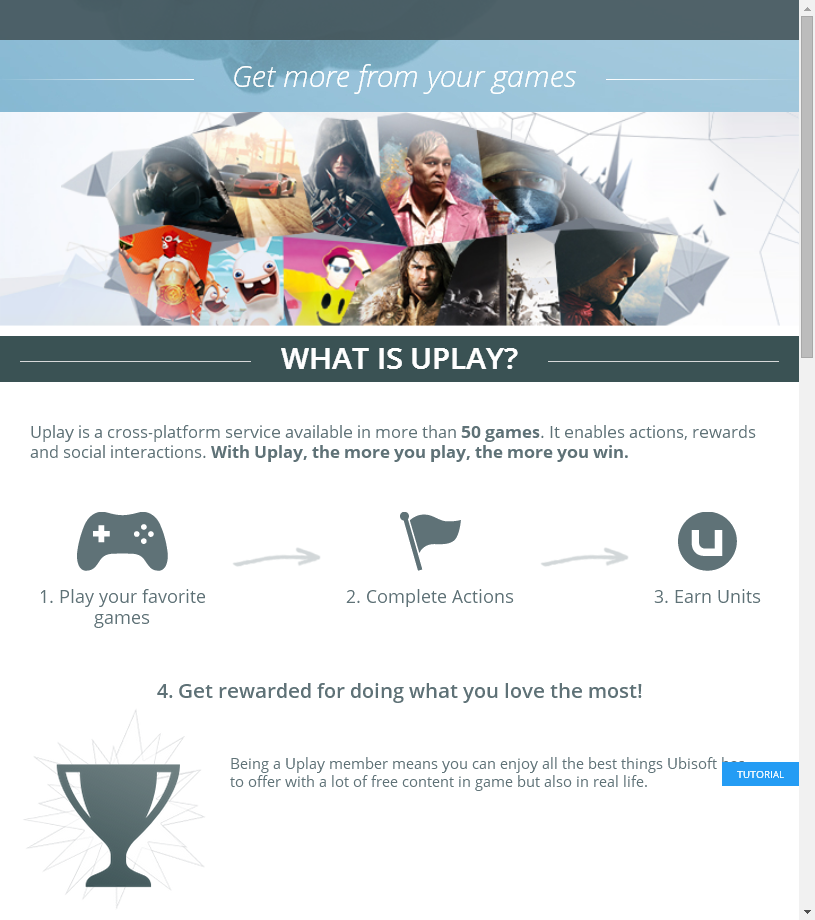 Get more from your games
WHAT IS UPLAY?
Uplay is a cross-platform service available in more than 50 games. It enables actions, rewards
and social interactions. With Uplay, the more you play, the more you win.
1. Play your favorite
games
2. Complete Actions
3. Earn Units
4. Get rewarded for doing what you love the most!
Being a Uplay member means you can enjoy all the best things Ubisoft
TUTORIAL
to offer with a lot of free content in game but also in real life.